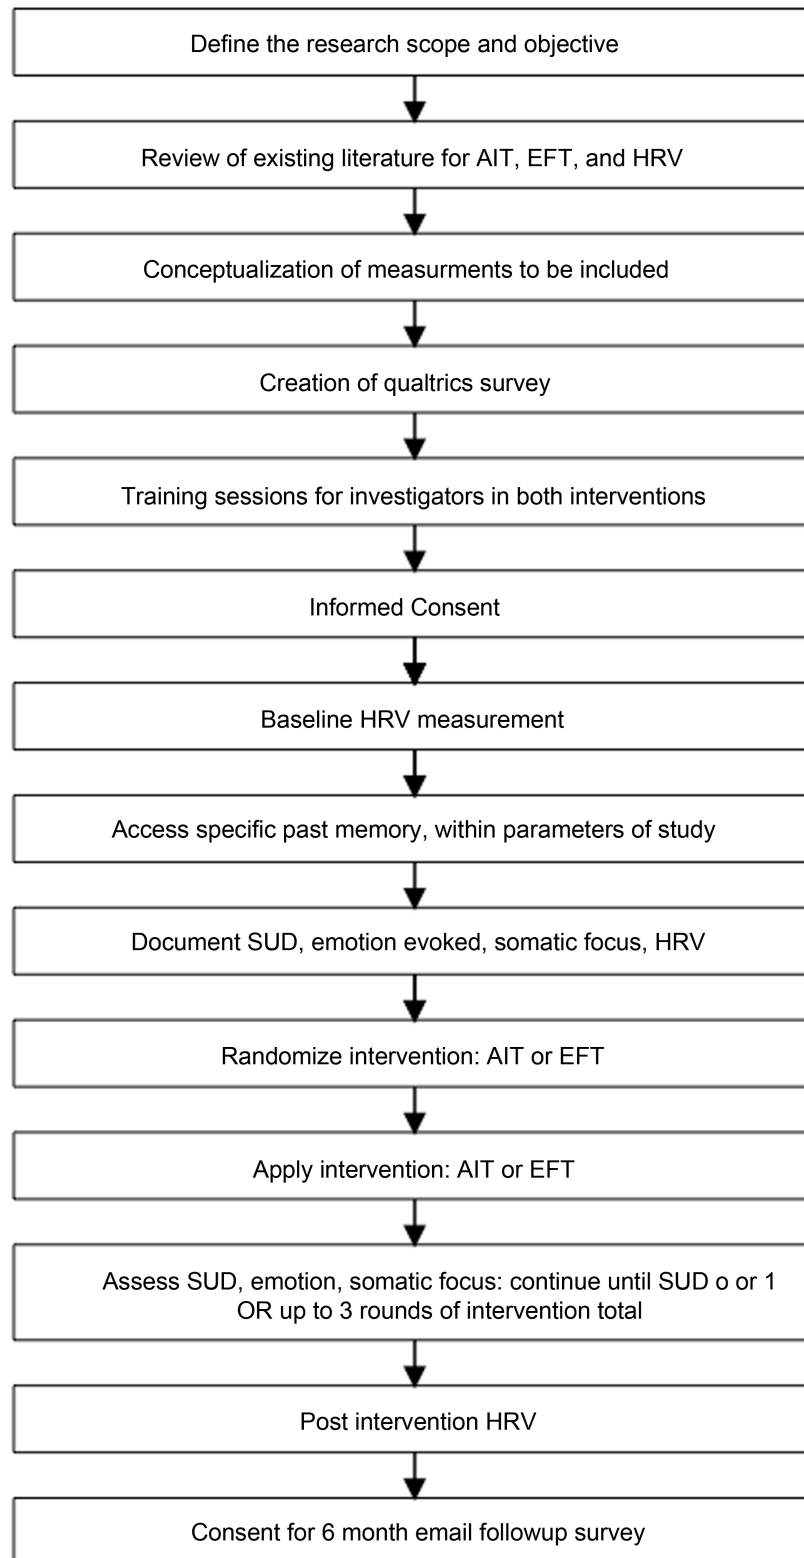 Define the research scope and objective
Review of existing literature for AIT, EFT, and HRV
Conceptualization of measurments to be included
Creation of qualtrics survey
Training sessions for investigators in both interventions
Informed Consent
Baseline HRV measurement
Access specific past memory, within parameters of study
Document SUD, emotion evoked, somatic focus, HRV
Randomize intervention: AIT or EFT
Apply intervention: AIT or EFT
Assess SUD, emotion, somatic focus: continue until SUD o or 1
OR up to 3 rounds of intervention total
Post intervention HRV
Consent for 6 month email followup survey